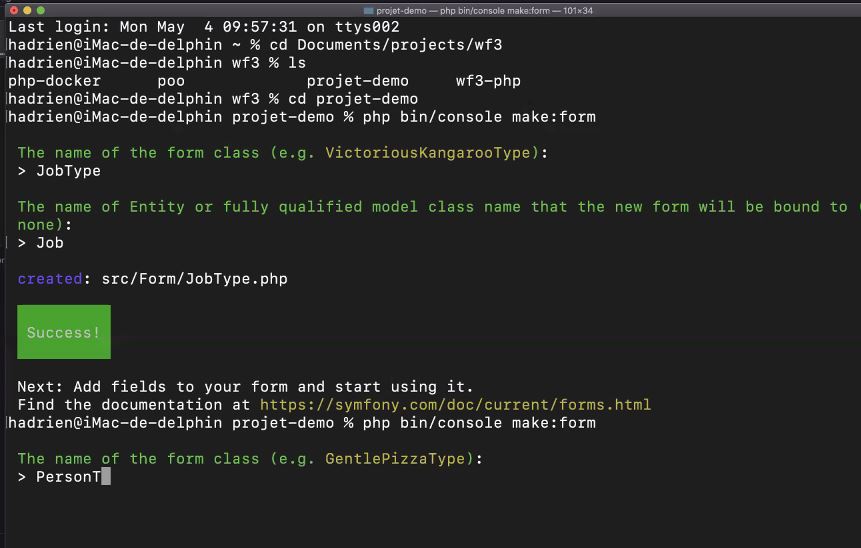 projet-demo — php bin/console make:form — 101×34
Last login: Mon May  4 09:57:31 on ttys002
hadrien@iMac-de-delphin ~ % cd Documents/projects/wf3
hadrien@iMac-de-delphin wf3 % ls
php-docker      poo             projet-demo     wf3-php
hadrien@iMac-de-delphin wf3 % cd projet-demo
hadrien@iMac-de-delphin projet-demo % php bin/console make:form
The name of the form class (e.g. VictoriousKangarooType):
> JobType
The name of Entity or fully qualified model class name that the new form will be bound to (
none):
> Job
created: src/Form/JobType.php
Success!
Next: Add fields to your form and start using it.
Find the documentation at https://symfony.com/doc/current/forms.html
hadrien@iMac-de-delphin projet-demo % php bin/console make:form
The name of the form class (e.g. GentlePizzaType):
> PersonT